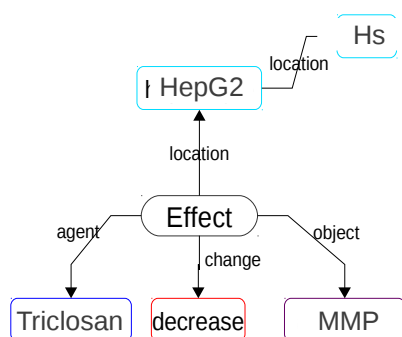 Hs
location
HepG2
location
Effect
agent
object
change
Triclosan
decrease
MMP